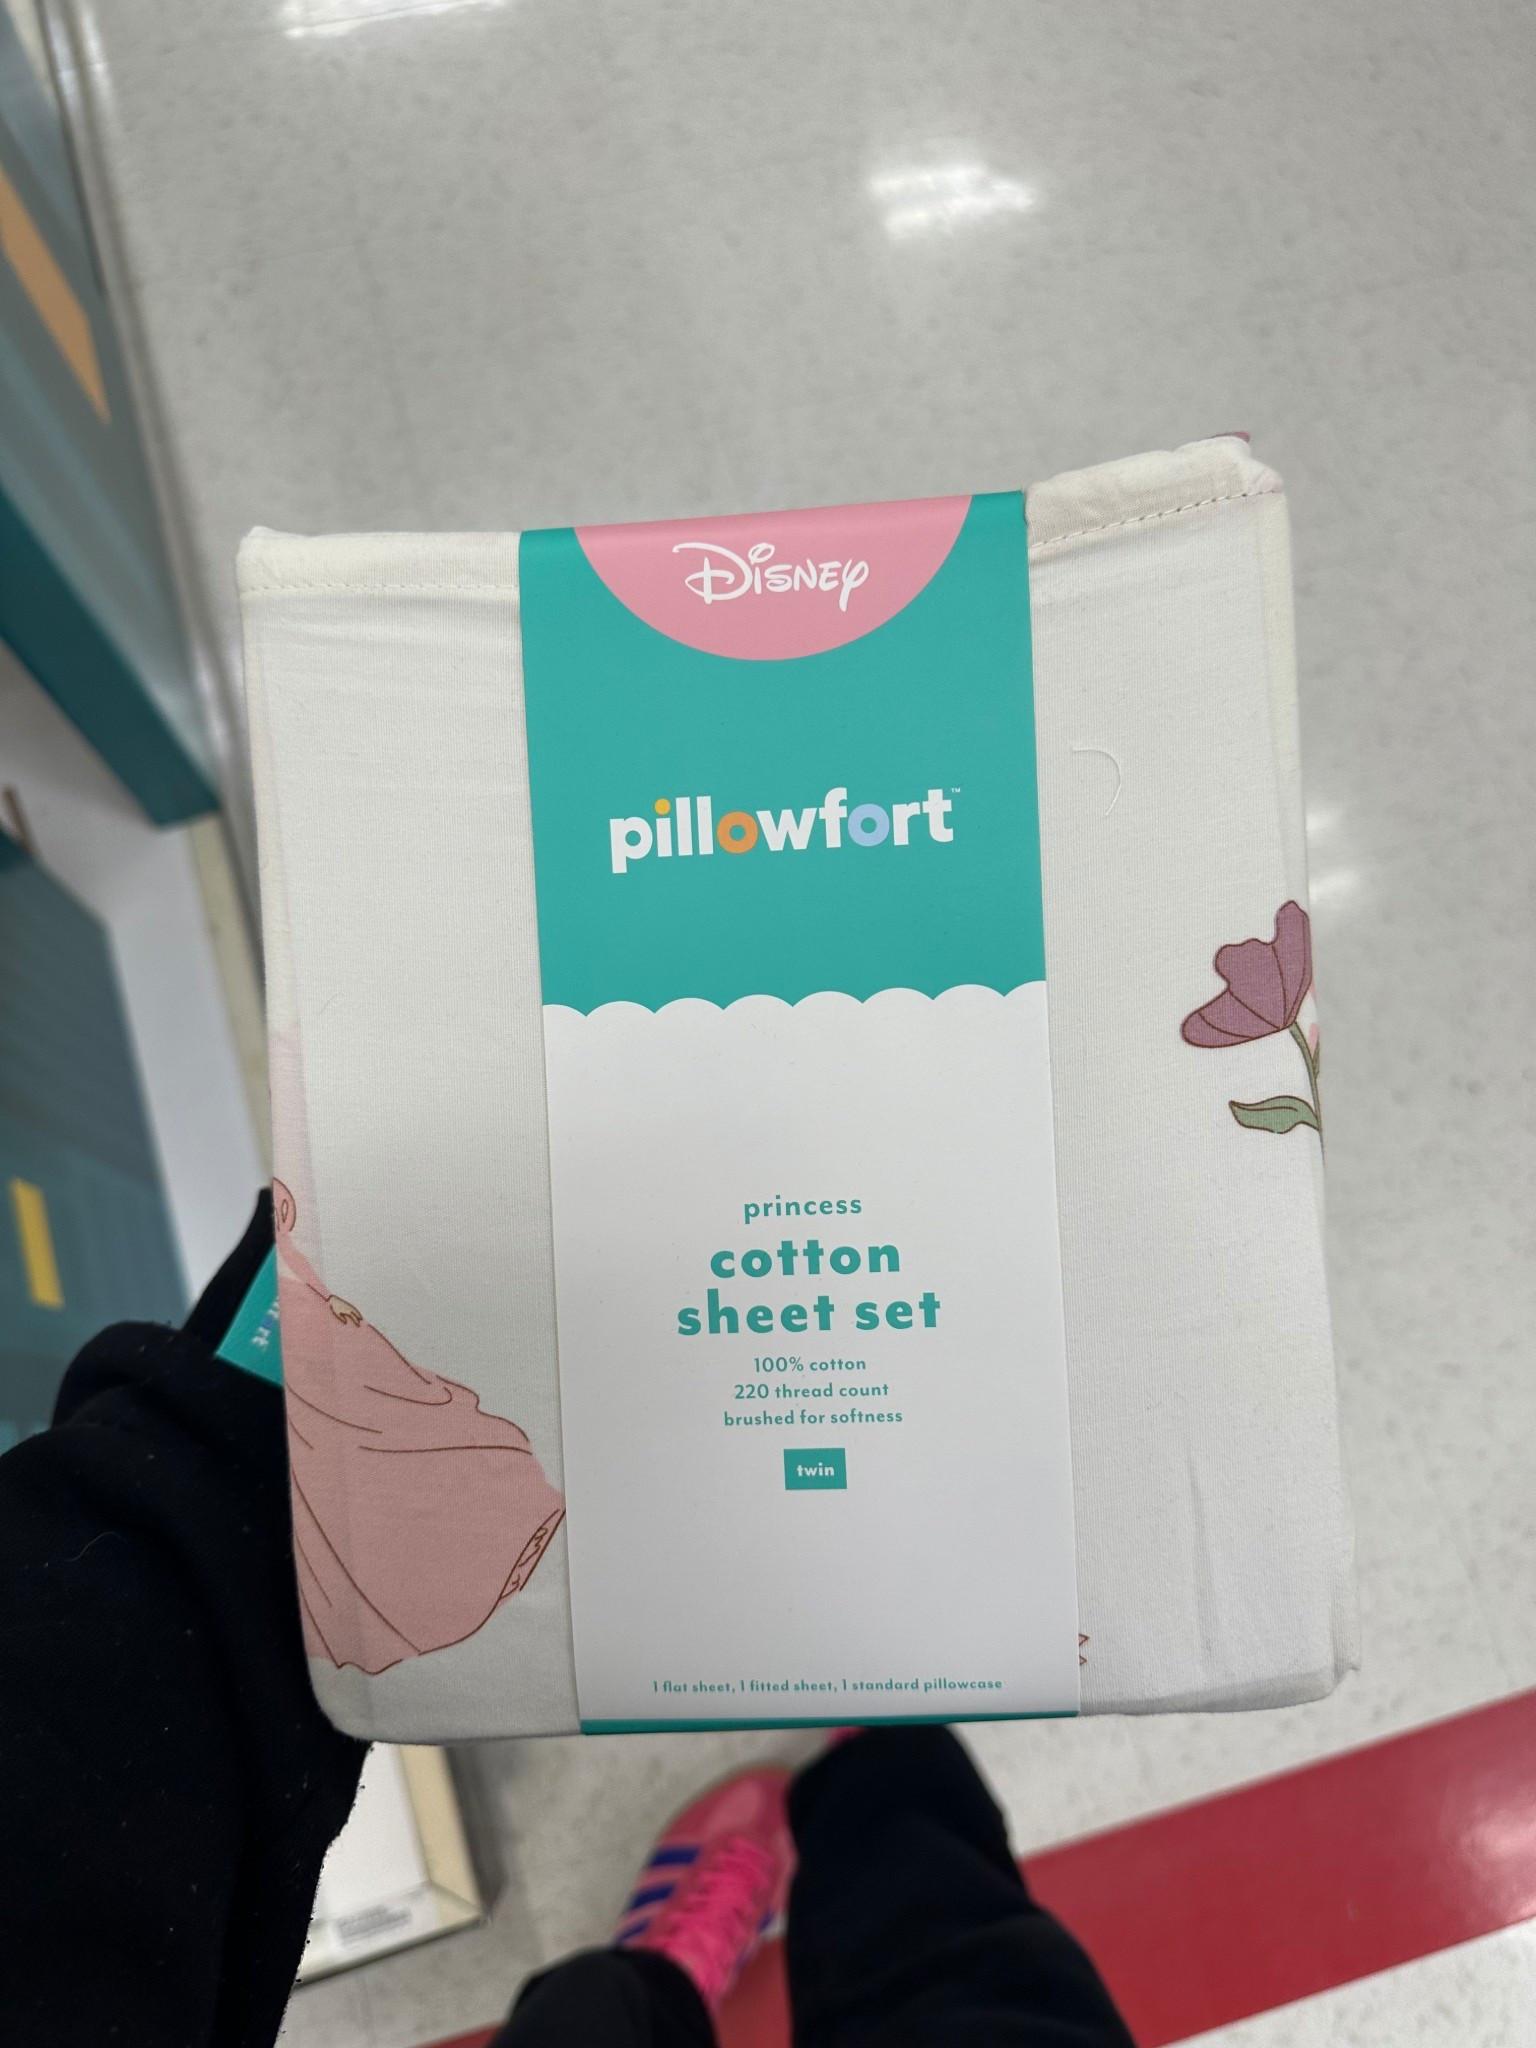 Disney
pillowfort™
princess
cotton
sheet set
100% cotton
220 thread count
brushed for softness
twin
1 flat sheet, 1 fitted sheet, 1 standard pillowcase